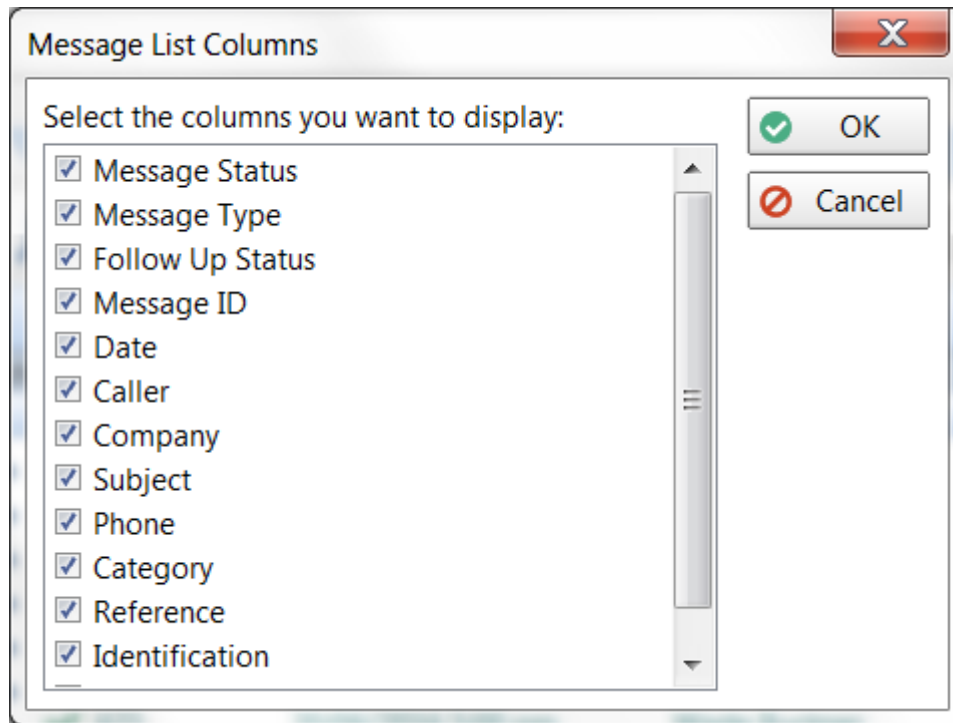 Message List Columns
Select the columns you want to display:
OK
Message Status
Message Type
Cancel
Follow Up Status
Message ID
Date
Caller
Company
Subject
Phone
Category
Reference
Identification